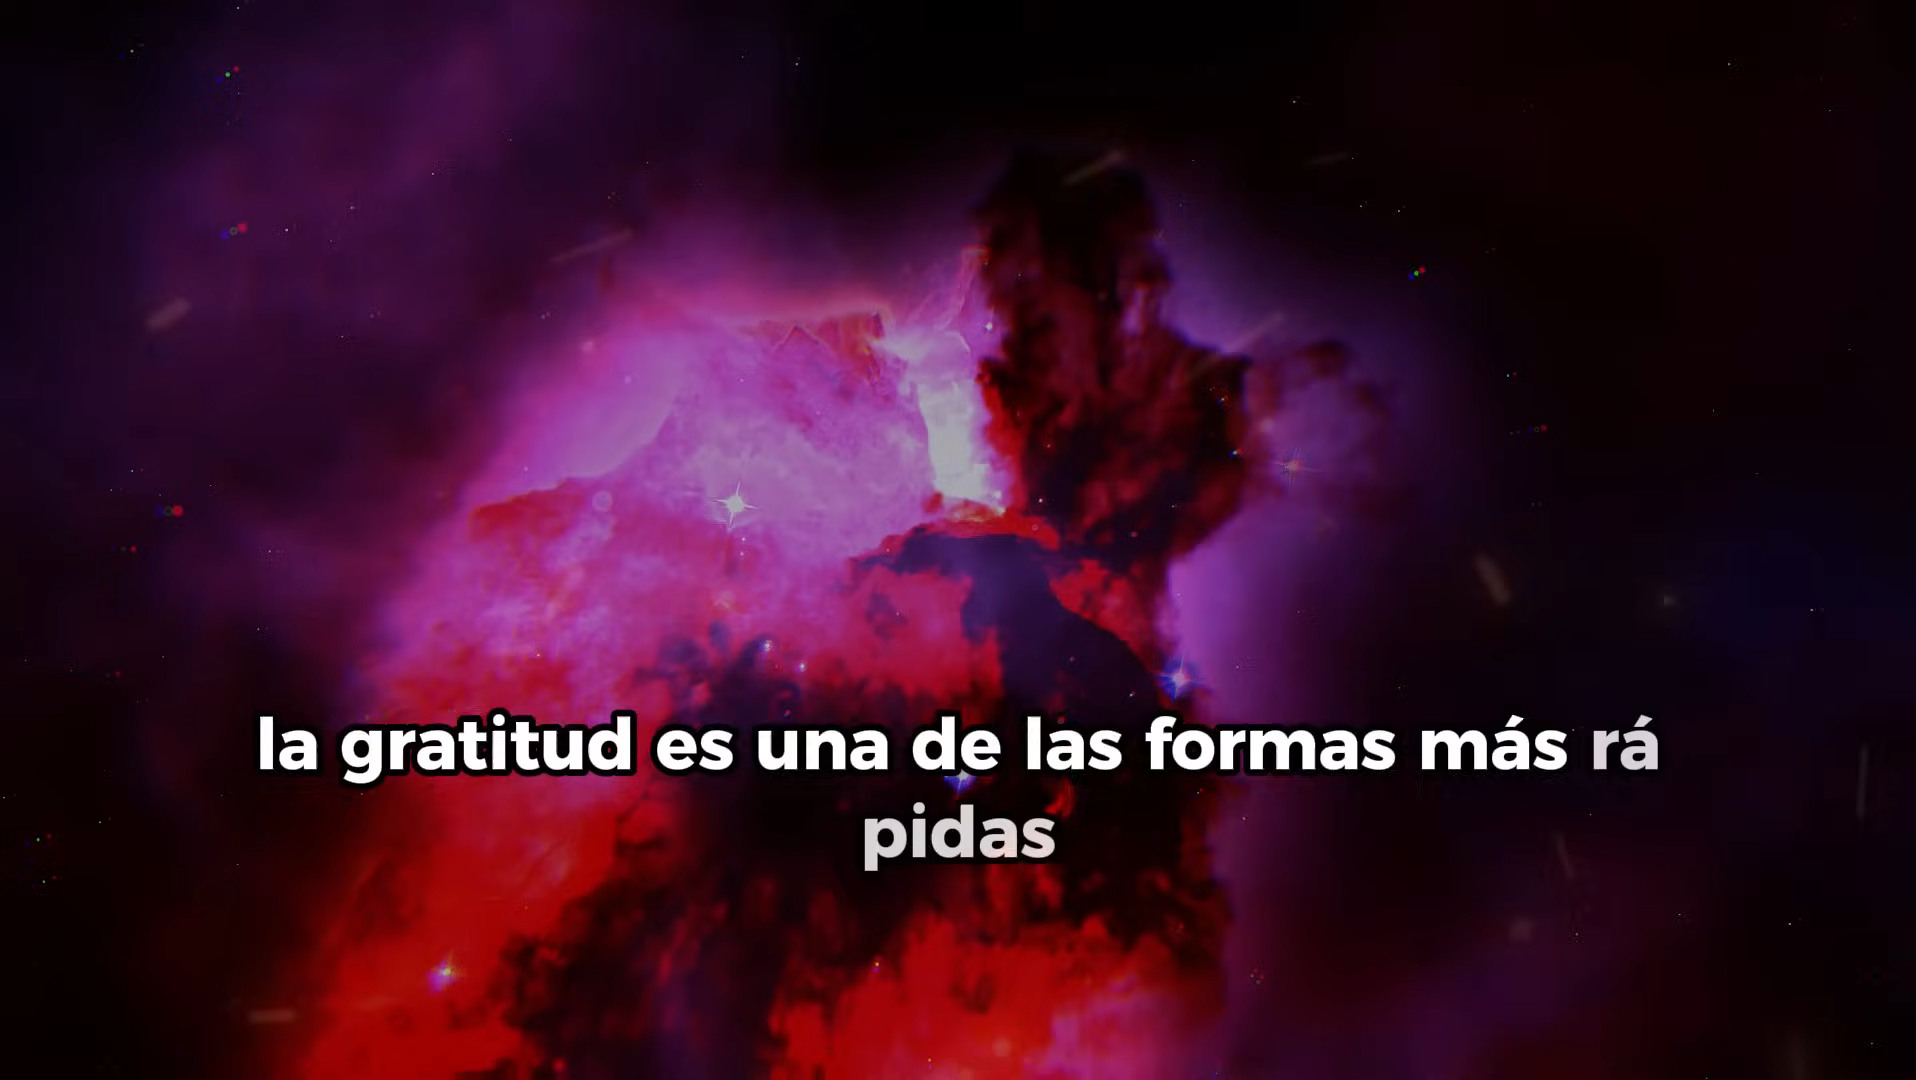 la gratitud es una de las formas más rá
pidas